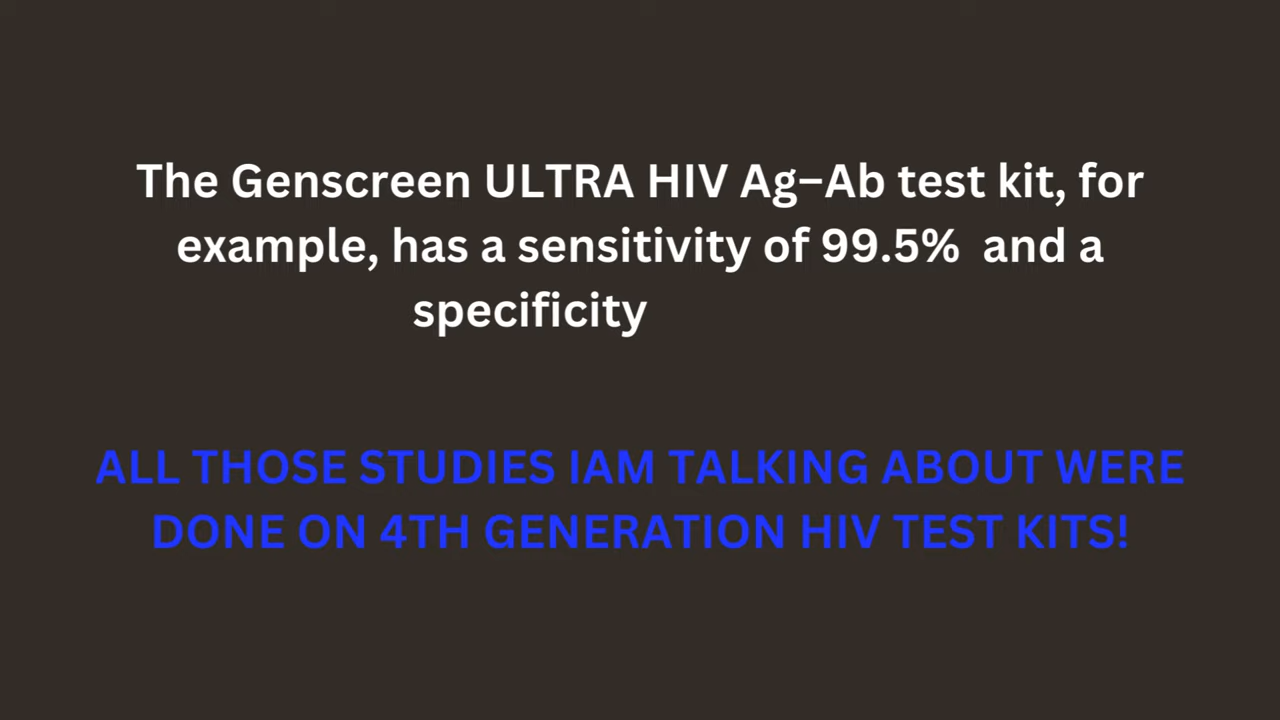 The Genscreen ULTRA HIV Ag–Ab test kit, for
example, has a sensitivity of 99.5% and a
specificity
ALL THOSE STUDIES IAM TALKING ABOUT WERE
DONE ON 4TH GENERATION HIV TEST KITS!